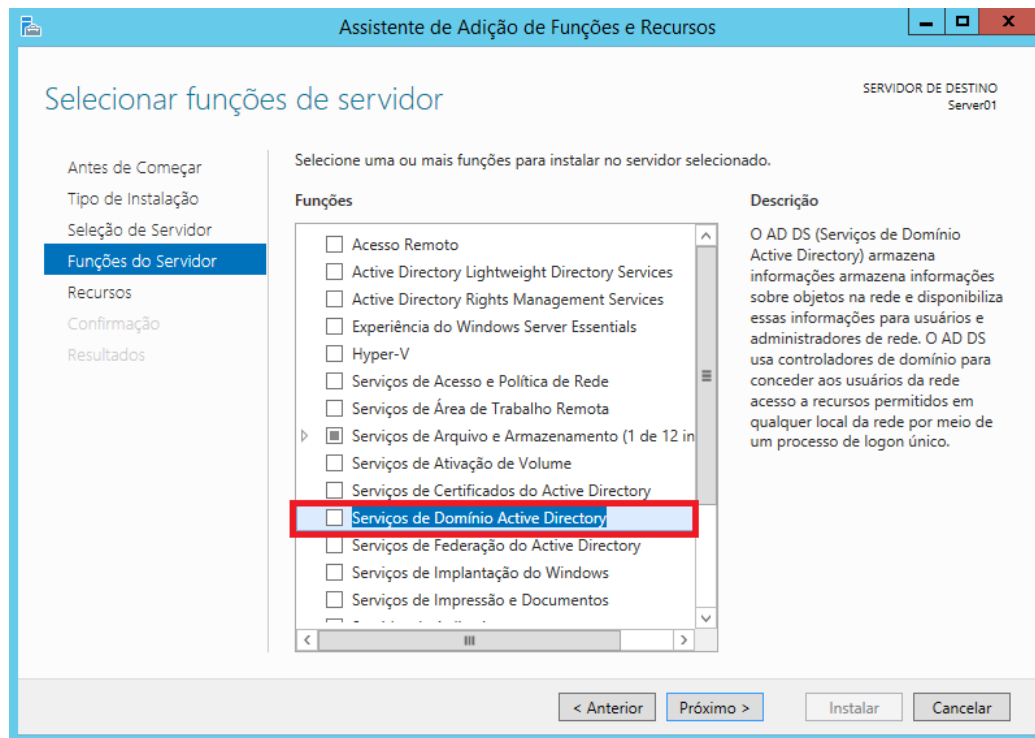 Assistente de Adição de Funções e Recursos
Selecionar funções de servidor
SERVIDOR DE DESTINO
Server01
Antes de Começar
Tipo de Instalação
Seleção de Servidor
Funções do Servidor
Recursos
Confirmação
Resultados
Selecione uma ou mais funções para instalar no servidor selecionado.
Funções
Acesso Remoto
Active Directory Lightweight Directory Services
Active Directory Rights Management Services
Experiência do Windows Server Essentials
Hyper-V
Serviços de Acesso e Política de Rede
Serviços de Área de Trabalho Remota
Serviços de Arquivo e Armazenamento (1 de 12 in
Serviços de Ativação de Volume
Serviços de Certificados do Active Directory
Serviços de Domínio Active Directory
Serviços de Federação do Active Directory
Serviços de Implantação do Windows
Serviços de Impressão e Documentos
Descrição
O AD DS (Serviços de Domínio
Active Directory) armazena
informações armazena informações
sobre objetos na rede e disponibiliza
essas informações para usuários e
administradores de rede. O AD DS
usa controladores de domínio para
conceder aos usuários da rede
acesso a recursos permitidos em
qualquer local da rede por meio de
um processo de logon único.
< Anterior
Próximo >
Instalar
Cancelar